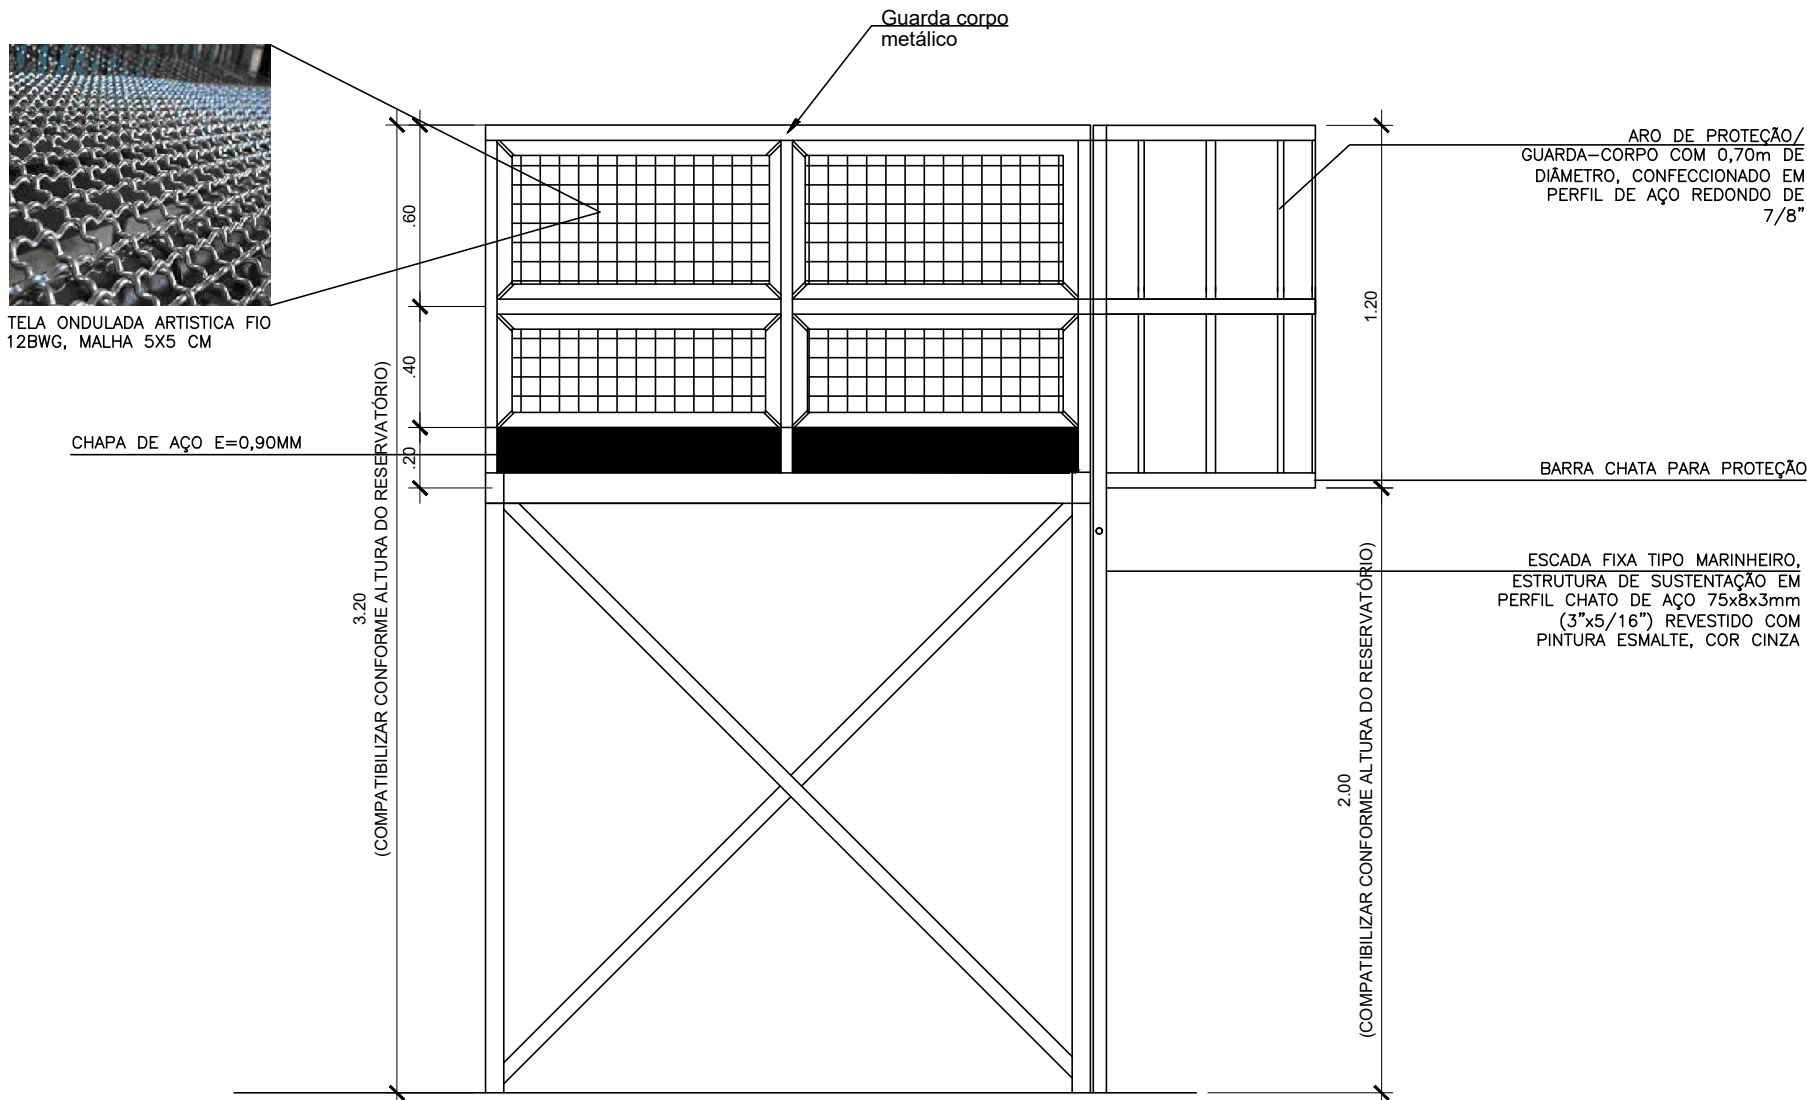 Guarda corpo
metálico
ARO DE PROTEÇÃO/
GUARDA-CORPO COM 0,70m DE
DIÂMETRO, CONFECCIONADO EM
PERFIL DE AÇO REDONDO DE
7/8"
.60
1.20
TELA ONDULADA ARTISTICA FIO
12BWG, MALHA 5X5 CM
.40
CHAPA DE AÇO E=0,90MM
.20
BARRA CHATA PARA PROTEÇÃO
3.20
(COMPATIBILIZAR CONFORME ALTURA DO RESERVATÓRIO)
ESCADA FIXA TIPO MARINHEIRO,
ESTRUTURA DE SUSTENTAÇÃO EM
PERFIL CHATO DE AÇO 75x8x3mm
(3"x5/16") REVESTIDO COM
PINTURA ESMALTE, COR CINZA
2.00
(COMPATIBILIZAR CONFORME ALTURA DO RESERVATÓRIO)